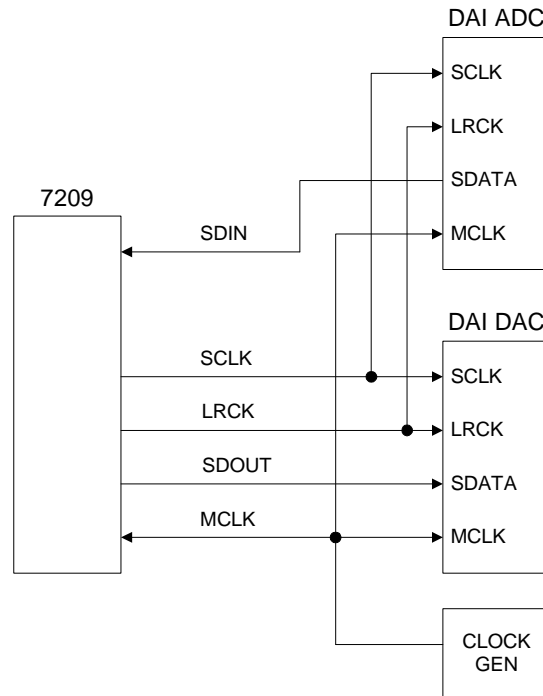 DAI ADC
SCLK
LRCK
SDATA
MCLK
7209
SDIN
DAI DAC
SCLK
SCLK
LRCK
LRCK
SDOUT
SDATA
MCLK
MCLK
CLOCK
GEN